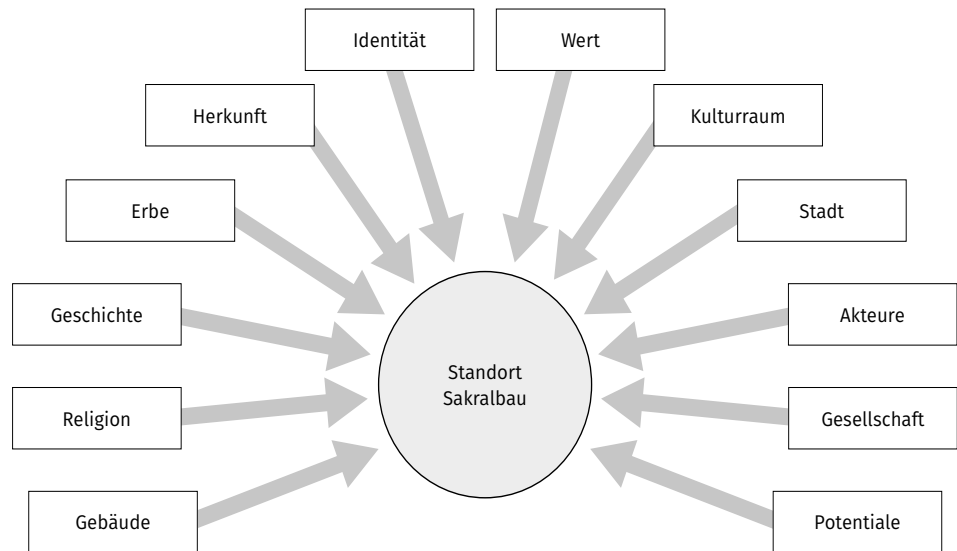 Identität
Wert
Herkunft
Kulturraum
Erbe
Stadt
Geschichte
Akteure
Standort
Sakralbau
Religion
Gesellschaft
Gebäude
Potentiale